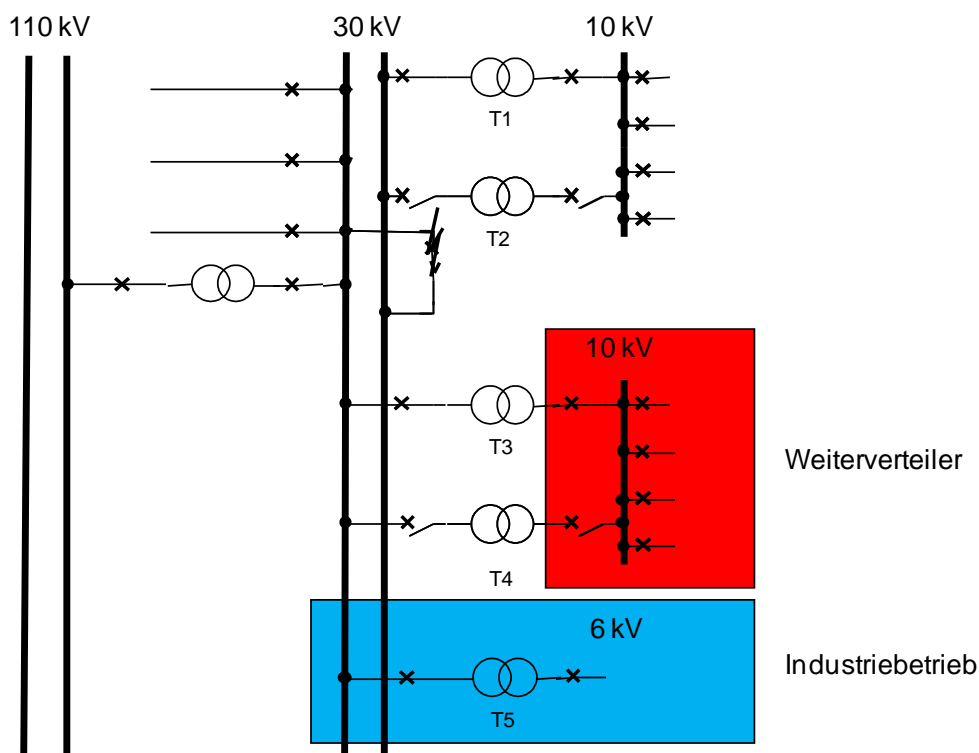 110 kV
30 kV
10 kV
T1
T2
10 kV
T3
Weiterverteiler
T4
6 kV
Industriebetrieb
T5